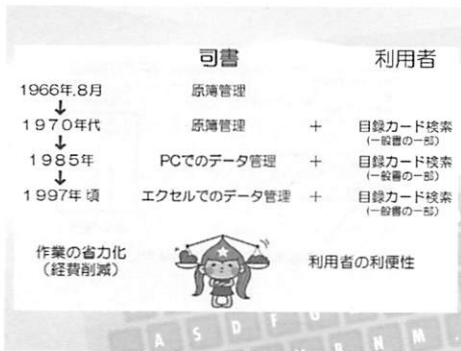 司書 利用者
1966年.8月 原簿管理
↓
1970年代 原簿管理 + 目録カード検索
(一般書の一部)
↓
1985年 PCでのデータ管理 + 目録カード検索
(一般書の一部)
↓
1997年頃 エクセルでのデータ管理 + 目録カード検索
(一般書の一部)
作業の省力化
(経費削減)
利用者の利便性
A S D F G
B N M